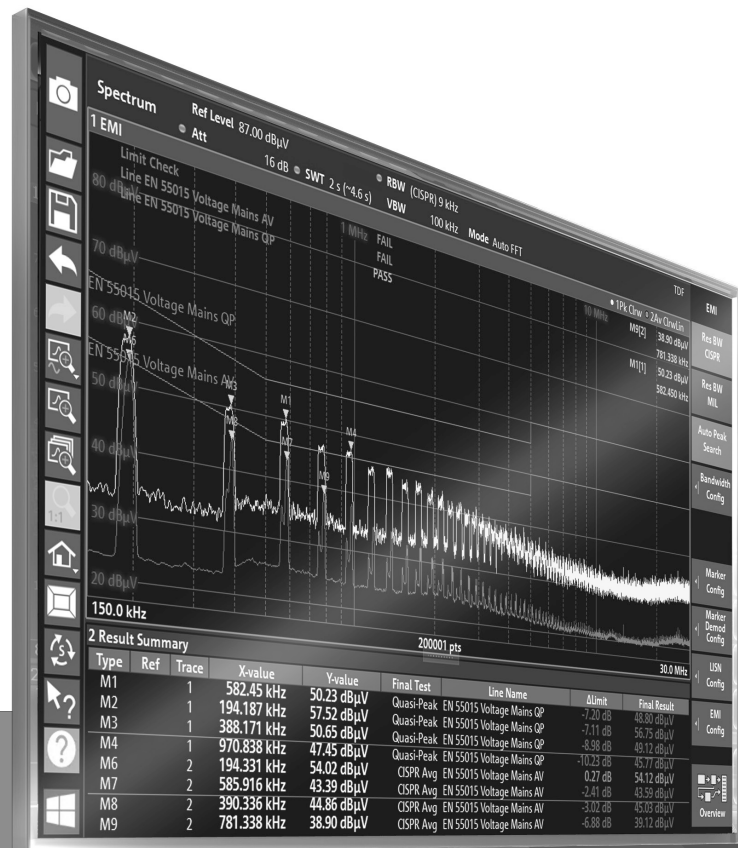 Spectrum
Ref Level 87.00 dBµV
Att 16 dB SWT 2 s (~4.6 s)
RBW (CISPR) 9 kHz
VBW 100 kHz Mode Auto FFT
TDF
1 EMI
1Pk Clrw 2Av ClrwLin
Limit Check
1 MHz
FAIL
10 MHz
M9[2] 38.90 dBµV
80 dBµV
Line EN 55015 Voltage Mains AV
FAIL
781.338 kHz
Line EN 55015 Voltage Mains QP
PASS
M1[1] 50.23 dBµV
582.450 kHz
70 dBµV
EN 55015 Voltage Mains QP
60 dBµV
M2
M6
EN 55015 Voltage Mains AV
50 dBµV
M3
M1
M8
M7
M4
M9
40 dBµV
30 dBµV
20 dBµV
150.0 kHz
200001 pts
30.0 MHz
2 Result Summary
Type Ref Trace X-value Y-value Final Test Line Name ΔLimit Final Result
M1 1 582.45 kHz 50.23 dBµV Quasi-Peak EN 55015 Voltage Mains QP -7.20 dB 48.80 dBµV
M2 1 194.187 kHz 57.52 dBµV Quasi-Peak EN 55015 Voltage Mains QP -7.11 dB 56.75 dBµV
M3 1 388.171 kHz 50.65 dBµV Quasi-Peak EN 55015 Voltage Mains QP -8.98 dB 49.12 dBµV
M4 1 970.838 kHz 47.45 dBµV Quasi-Peak EN 55015 Voltage Mains QP -10.23 dB 45.77 dBµV
M6 2 194.331 kHz 54.02 dBµV CISPR Avg EN 55015 Voltage Mains AV 0.27 dB 54.12 dBµV
M7 2 585.916 kHz 43.39 dBµV CISPR Avg EN 55015 Voltage Mains AV -2.41 dB 43.59 dBµV
M8 2 390.336 kHz 44.86 dBµV CISPR Avg EN 55015 Voltage Mains AV -3.02 dB 45.03 dBµV
M9 2 781.338 kHz 38.90 dBµV CISPR Avg EN 55015 Voltage Mains AV -6.88 dB 39.12 dBµV
EMI
Res BW
CISPR
Res BW
MIL
Auto Peak
Search
Bandwidth
Config
Marker
Config
Marker
Demod
Config
LISN
Config
EMI
Config
Overview
1:1
S